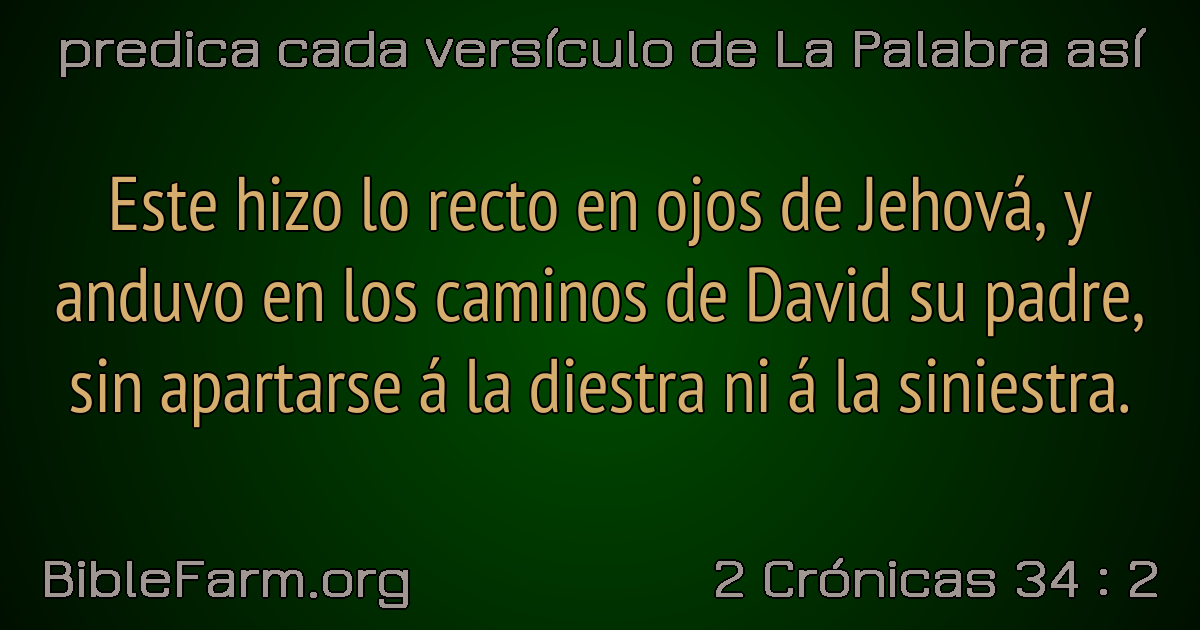 predica cada versículo de La Palabra así
Este hizo lo recto en ojos de Jehová, y
anduvo en los caminos de David su padre,
sin apartarse á la diestra ni á la siniestra.
BibleFarm.org
2 Crónicas 34 : 2